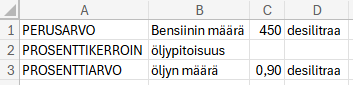 A B C D
1 PERUSARVO Bensiinin määrä 450 desilitraa
2 PROSENTTIKERROIN öljypitoisuus
3 PROSENTTIARVO öljyn määrä 0,90 desilitraa